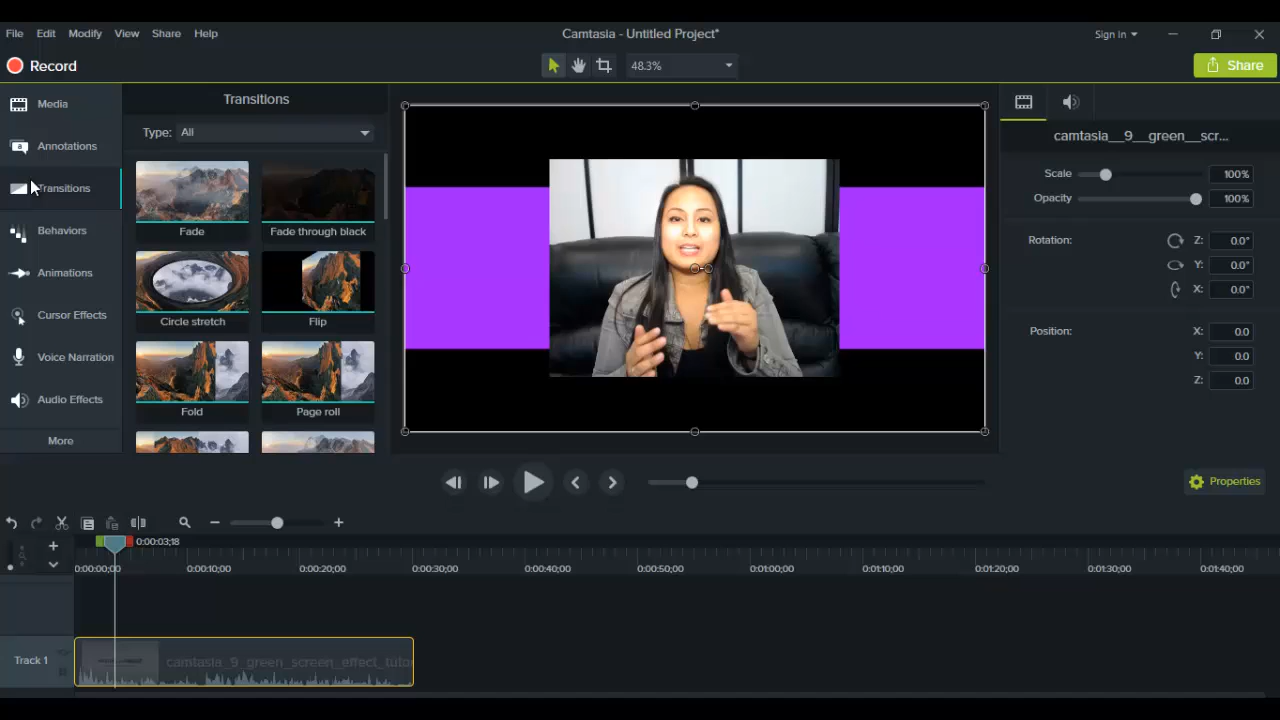 File Edit Modify View Share Help
Camtasia - Untitled Project*
Sign in
Record
48.3%
Share
Media
Annotations
Transitions
Behaviors
Animations
Cursor Effects
Voice Narration
Audio Effects
More
Transitions
Type: All
Fade
Fade through black
Circle stretch
Flip
Fold
Page roll
camtasia__9__green__scr...
Scale 100%
Opacity 100%
Rotation: Z: 0.0°
Y: 0.0°
X: 0.0°
Position: X: 0.0
Y: 0.0
Z: 0.0
Properties
0:00:03;18
0:00:00;00 0:00:10;00 0:00:20;00 0:00:30;00 0:00:40;00 0:00:50;00 0:01:00;00 0:01:10;00 0:01:20;00 0:01:30;00 0:01:40;00
Track 1
camtasia_9_green_screen_effect_tuto